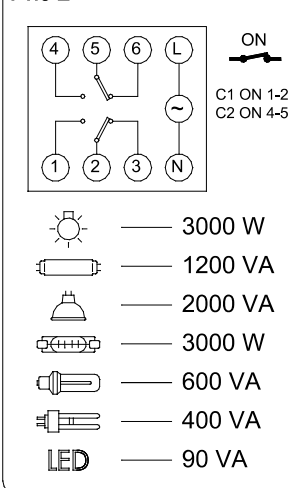 4 5 6 L
ON
C1 ON 1-2
C2 ON 4-5
~
1 2 3 N
3000 W
1200 VA
2000 VA
3000 W
600 VA
400 VA
LED 90 VA